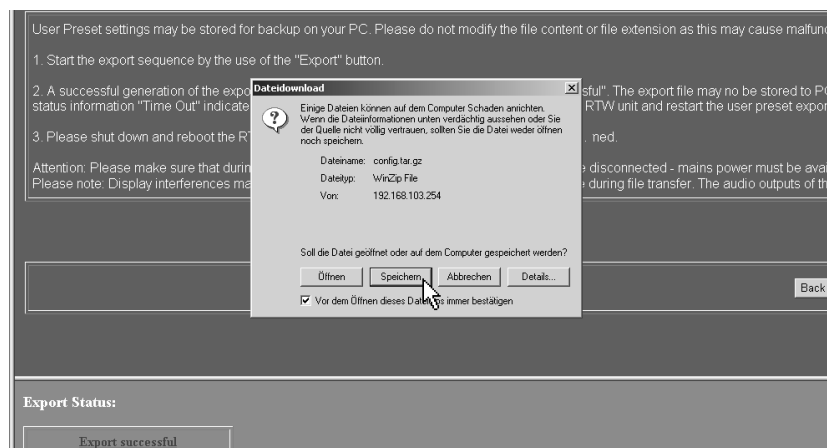 User Preset settings may be stored for backup on your PC. Please do not modify the file content or file extension as this may cause malfun
1. Start the export sequence by the use of the "Export" button.
2. A successful generation of the expo
sful". The export file may no be stored to PC
status information "Time Out" indicate
RTW unit and restart the user preset expor
3. Please shut down and reboot the RT
ned.
Attention: Please make sure that durin
e disconnected - mains power must be avai
Please note: Display interferences ma
during file transfer. The audio outputs of th
Dateidownload
Einige Dateien können auf dem Computer Schaden anrichten.
Wenn die Dateiinformationen unten verdächtig aussehen oder Sie
der Quelle nicht völlig vertrauen, sollten Sie die Datei weder öffnen
noch speichern.
Dateiname: config.tar.gz
Dateityp: WinZip File
Von: 192.168.103.254
Soll die Datei geöffnet oder auf dem Computer gespeichert werden?
Öffnen Speichern Abbrechen Details...
Vor dem Öffnen dieses immer bestätigen
Back
Export Status:
Export successful